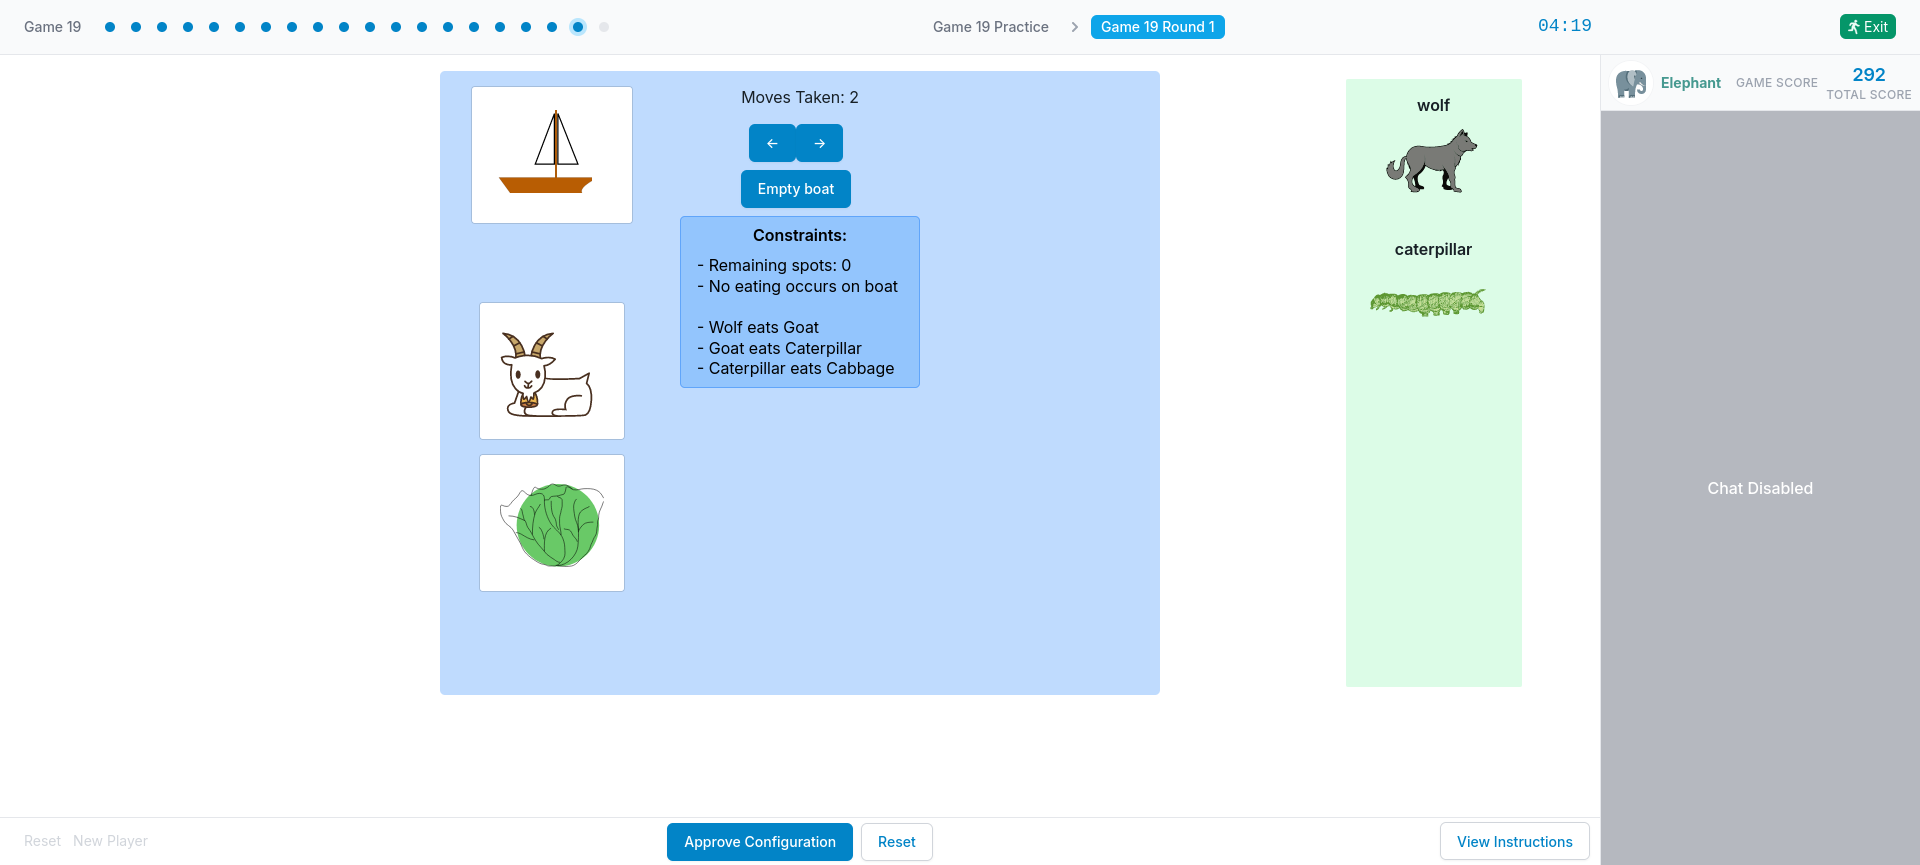 Game 19
Game 19 Practice
Game 19 Round 1
04:19
Exit
Moves Taken: 2
←
→
Empty boat
Constraints:
- Remaining spots: 0
- No eating occurs on boat
- Wolf eats Goat
- Goat eats Caterpillar
- Caterpillar eats Cabbage
wolf
caterpillar
Elephant
GAME SCORE
292
TOTAL SCORE
Chat Disabled
Reset
New Player
Approve Configuration
Reset
View Instructions